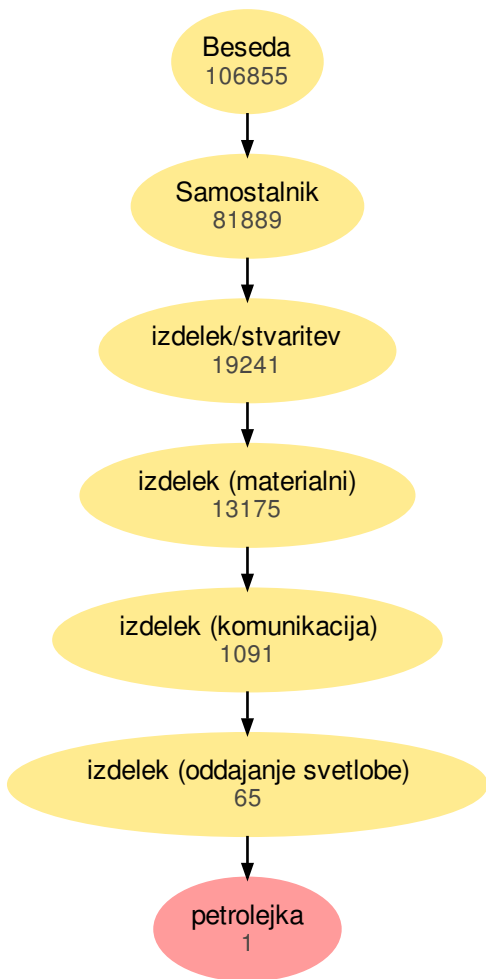 Beseda
106855
Samostalnik
81889
izdelek/stvaritev
19241
izdelek (materialni)
13175
izdelek (komunikacija)
1091
izdelek (oddajanje svetlobe)
65
petrolejka
1